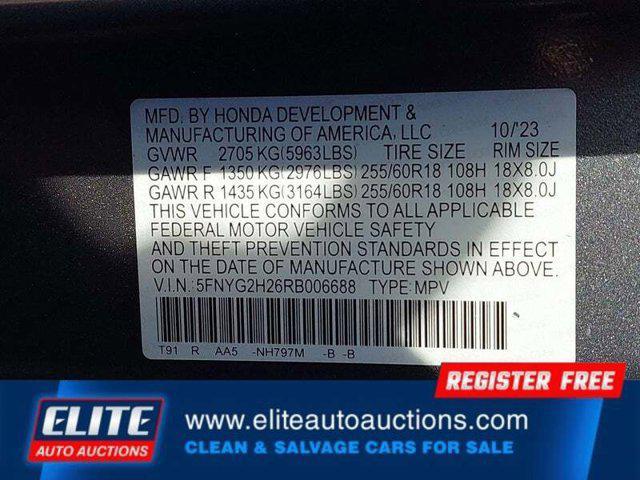 MFD. BY HONDA DEVELOPMENT &
MANUFACTURING OF AMERICA, LLC 10/'23
GVWR 2705 KG(5963LBS) TIRE SIZE RIM SIZE
GAWR F 1350 KG(2976LBS) 255/60R18 108H 18X8.0J
GAWR R 1435 KG(3164LBS) 255/60R18 108H 18X8.0J
THIS VEHICLE CONFORMS TO ALL APPLICABLE
FEDERAL MOTOR VEHICLE SAFETY
AND THEFT PREVENTION STANDARDS IN EFFECT
ON THE DATE OF MANUFACTURE SHOWN ABOVE.
V.I.N.: 5FNYG2H26RB006688 TYPE: MPV
T91 R AA5 -NH797M -B -B
REGISTER FREE
ELITE
AUTO AUCTIONS
www.eliteautoauctions.com
CLEAN & SALVAGE CARS FOR SALE